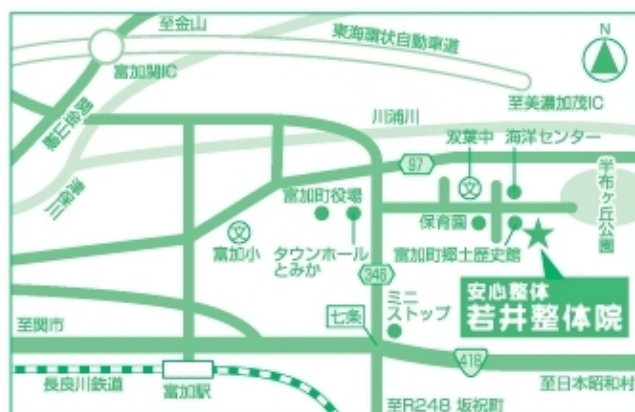 至金山
東海環状自動車道
N
富加関IC
至美濃加茂IC
関金山線
川浦川
双葉中
海洋センター
97
文
半布ヶ丘公園
津保川
富加町役場
保育園
文
富加小
タウンホール
とみか
富加町郷土歴史館
346
安心整体
若井整体院
ミニ
ストップ
至関市
七条
418
長良川鉄道
富加駅
至日本昭和村
至R248 坂祝町